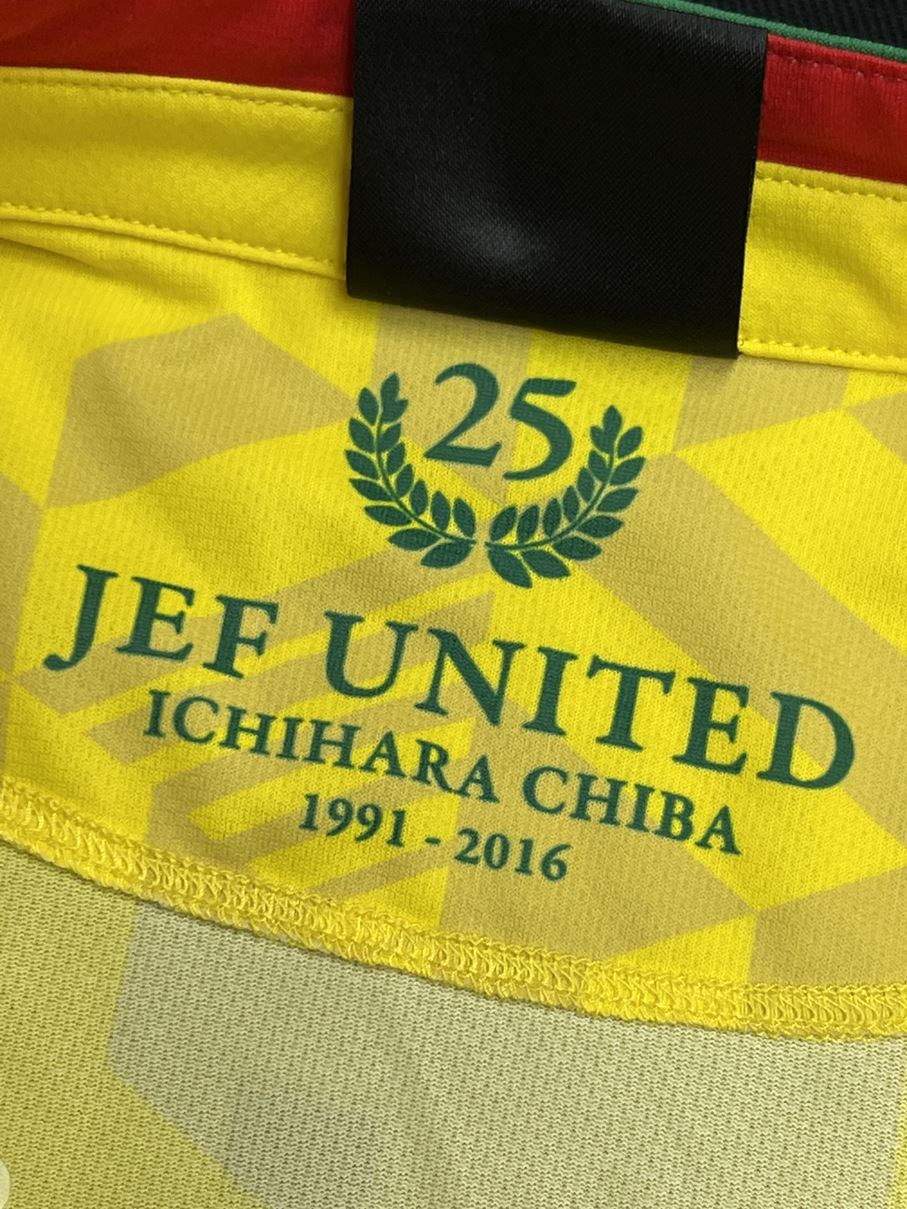 25
JEF UNITED
ICHIHARA CHIBA
1991 - 2016